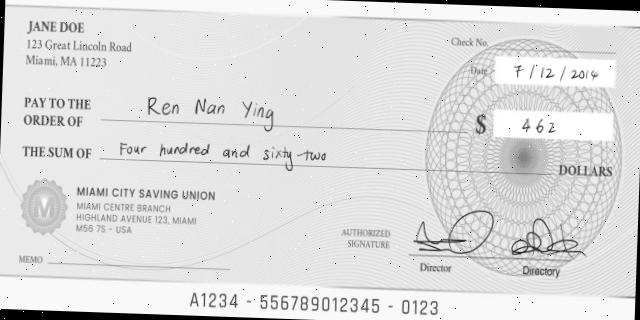 JANE DOE
123 Great Lincoln Road
Miami, MA 11223
Check No.
Date 7/12/2014
PAY TO THE
ORDER OF Ren Nan Ying
$ 462
THE SUM OF Four hundred and sixty-two DOLLARS
M
MIAMI CITY SAVING UNION
MIAMI CENTRE BRANCH
HIGHLAND AVENUE 123, MIAMI
M56 7S - USA
AUTHORIZED
SIGNATURE
MEMO
Director
Directory
A1234 - 556789012345 - 0123